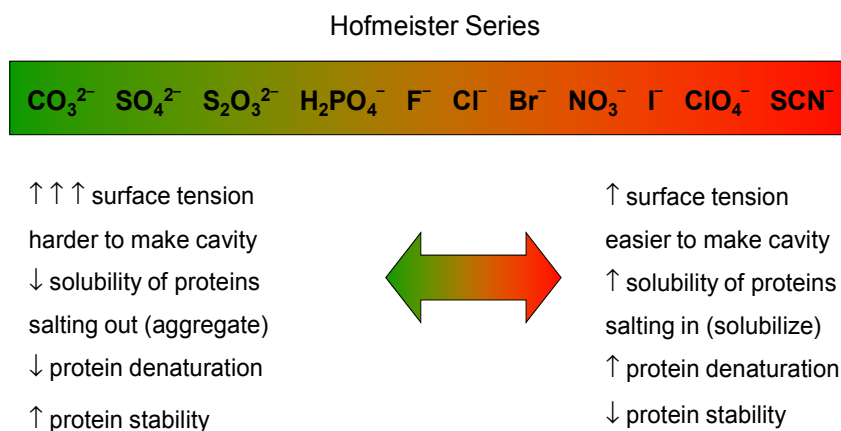 Hofmeister Series
CO₃²⁻ SO₄²⁻ S₂O₃²⁻ H₂PO₄⁻ F⁻ Cl⁻ Br⁻ NO₃⁻ I⁻ ClO₄⁻ SCN⁻
↑ ↑ ↑ surface tension
harder to make cavity
↓ solubility of proteins
salting out (aggregate)
↓ protein denaturation
↑ protein stability
↑ surface tension
easier to make cavity
↑ solubility of proteins
salting in (solubilize)
↑ protein denaturation
↓ protein stability